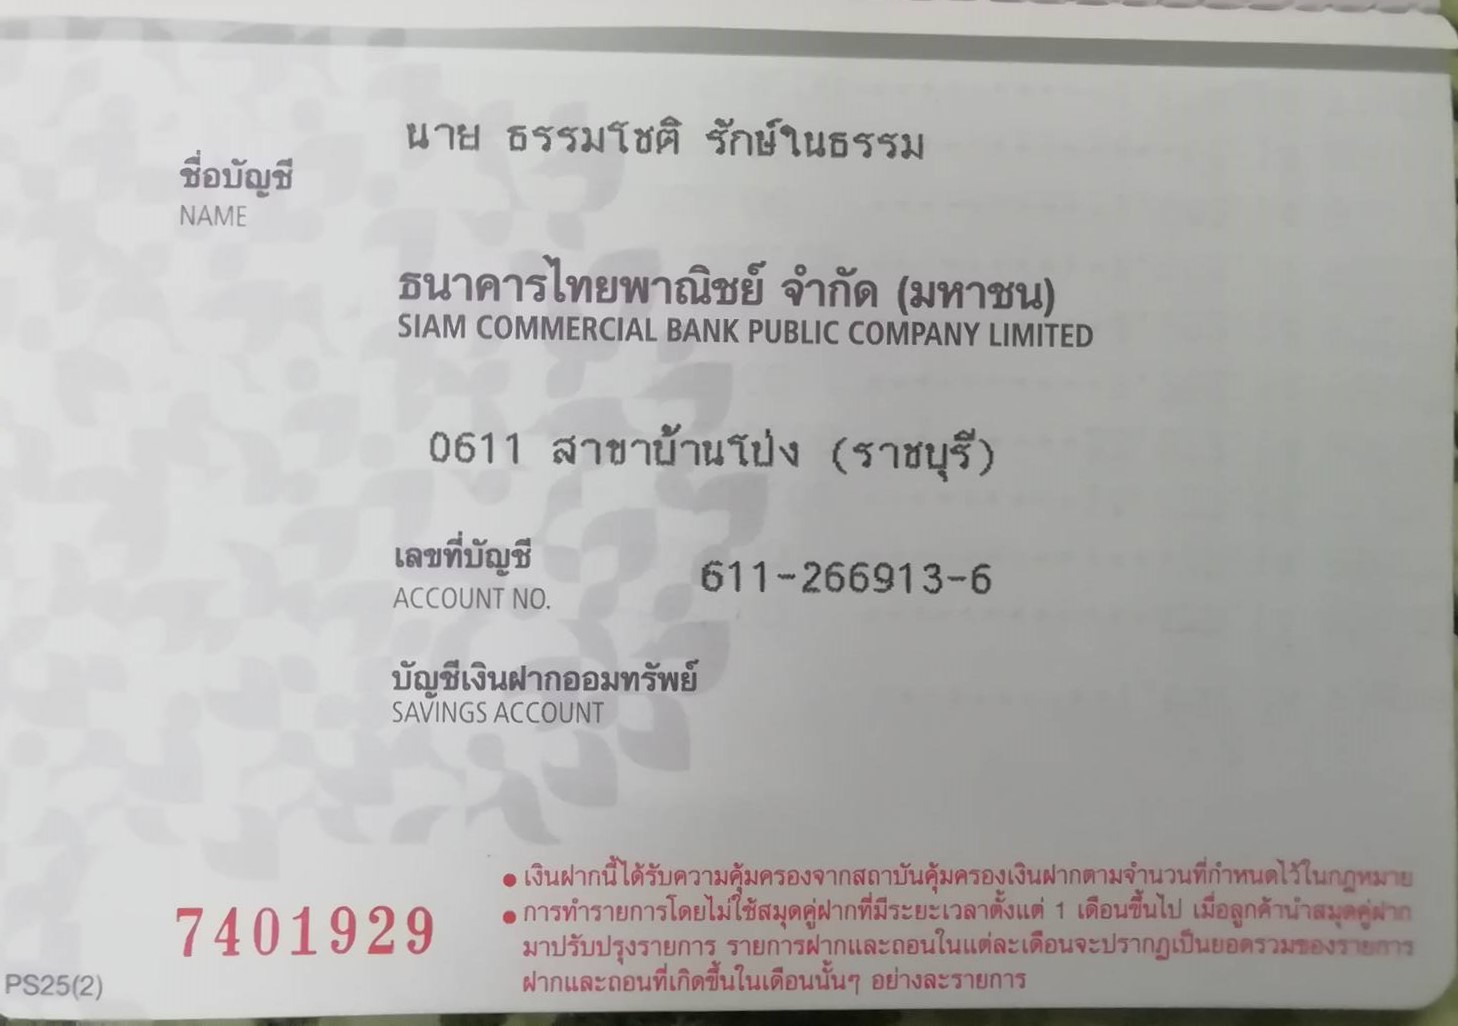 นาย ธรรมโชติ รักษ์ในธรรม
ชื่อบัญชี
NAME
ธนาคารไทยพาณิชย์ จำกัด (มหาชน)
SIAM COMMERCIAL BANK PUBLIC COMPANY LIMITED
0611 สาขาบ้านโป่ง (ราชบุรี)
เลขที่บัญชี
ACCOUNT NO.
611-266913-6
บัญชีเงินฝากออมทรัพย์
SAVINGS ACCOUNT
7401929
PS25(2)
● เงินฝากนี้ได้รับความคุ้มครองจากสถาบันคุ้มครองเงินฝากตามจำนวนที่กำหนดไว้ในกฎหมาย
● การทำรายการโดยไม่ใช้สมุดคู่ฝากที่มีระยะเวลาตั้งแต่ 1 เดือนขึ้นไป เมื่อลูกค้านำสมุดคู่ฝาก
มาปรับปรุงรายการ รายการฝากและถอนในแต่ละเดือนจะปรากฏเป็นยอดรวมของรายการ
ฝากและถอนที่เกิดขึ้นในเดือนนั้นๆ อย่างละรายการ